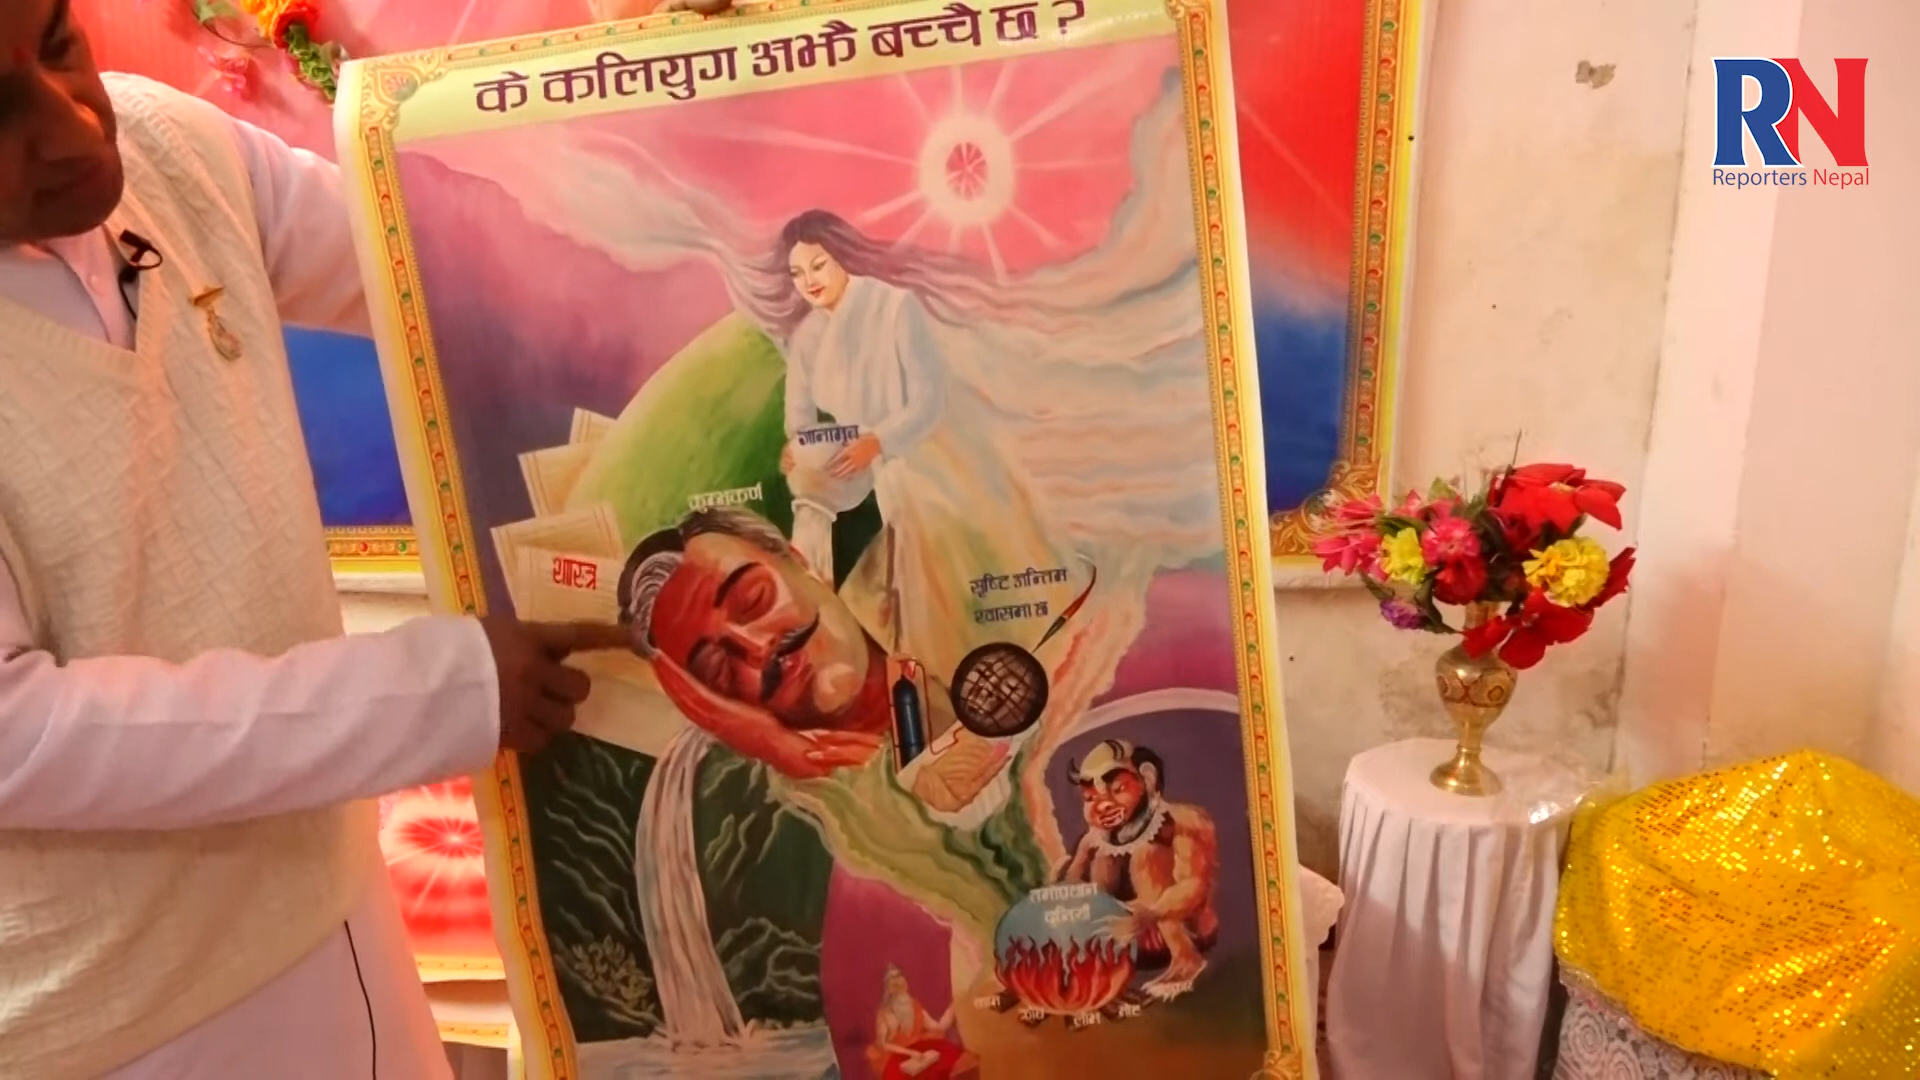 के कलियुग अझै बच्चै छ ?
RN
Reporters Nepal
ज्ञानामृत
कुम्भकर्ण
शास्त्र
सृष्टि अन्तिम
श्वासमा छ
तमोप्रधान
दुनियाँ
काम
क्रोध
लोभ
मोह